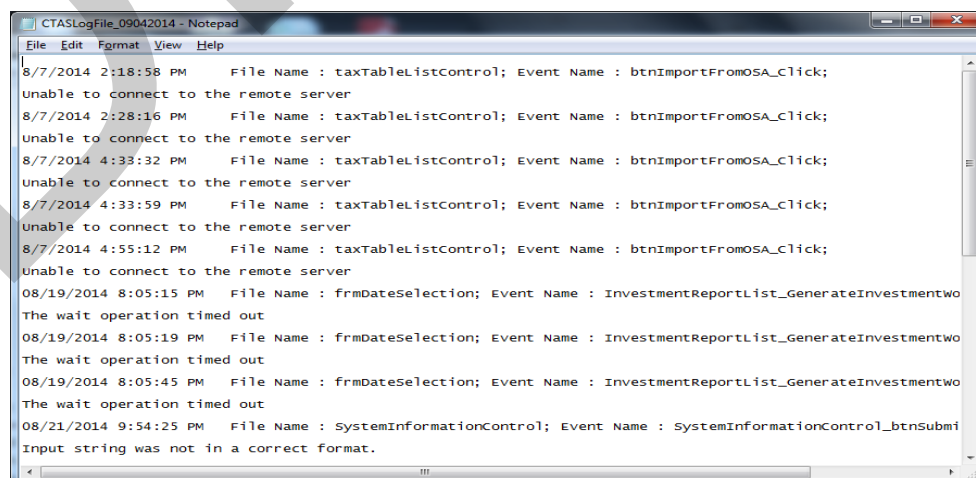 CTASLogFile_09042014 - Notepad
File Edit Format View Help
8/7/2014 2:18:58 PM File Name : taxTableListControl; Event Name : btnImportFromOSA_Click;
Unable to connect to the remote server
8/7/2014 2:28:16 PM File Name : taxTableListControl; Event Name : btnImportFromOSA_Click;
Unable to connect to the remote server
8/7/2014 4:33:32 PM File Name : taxTableListControl; Event Name : btnImportFromOSA_Click;
Unable to connect to the remote server
8/7/2014 4:33:59 PM File Name : taxTableListControl; Event Name : btnImportFromOSA_Click;
Unable to connect to the remote server
8/7/2014 4:55:12 PM File Name : taxTableListControl; Event Name : btnImportFromOSA_Click;
Unable to connect to the remote server
08/19/2014 8:05:15 PM File Name : frmDateSelection; Event Name : InvestmentReportList_GenerateInvestmentWo
The wait operation timed out
08/19/2014 8:05:19 PM File Name : frmDateSelection; Event Name : InvestmentReportList_GenerateInvestmentWo
The wait operation timed out
08/19/2014 8:05:45 PM File Name : frmDateSelection; Event Name : InvestmentReportList_GenerateInvestmentWo
The wait operation timed out
08/21/2014 9:54:25 PM File Name : SystemInformationControl; Event Name : SystemInformationControl_btnSubmi
Input string was not in a correct format.